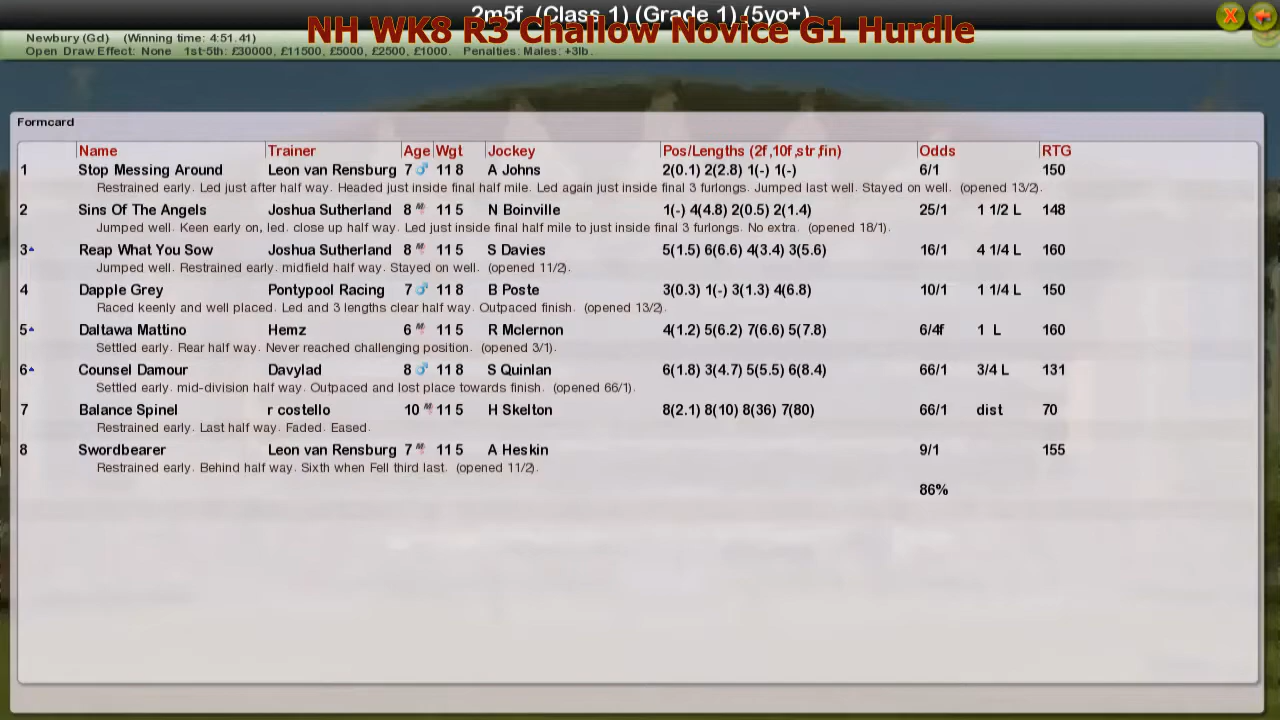 2m5f (Class 1) (Grade 1) (5yo+)
NH WK8 R3 Challow Novice G1 Hurdle
Newbury (Gd) (Winning time: 4:51.41)
Open Draw Effect: None 1st-5th: £30000, £11500, £5000, £2500, £1000. Penalties: Males: +3lb.
Formcard
Name Trainer Age Wgt Jockey Pos/Lengths (2f,10f,str,fin) Odds RTG
1 Stop Messing Around Leon van Rensburg 7 11 8 A Johns 2(0.1) 2(2.8) 1(-) 1(-) 6/1 150
Restrained early. Led just after half way. Headed just inside final half mile. Led again just inside final 3 furlongs. Jumped last well. Stayed on well. (opened 13/2).
2 Sins Of The Angels Joshua Sutherland 8 11 5 N Boinville 1(-) 4(4.8) 2(0.5) 2(1.4) 25/1 1 1/2 L 148
Jumped well. Keen early on, led. close up half way. Led just inside final half mile to just inside final 3 furlongs. No extra. (opened 18/1).
3 Reap What You Sow Joshua Sutherland 8 11 5 S Davies 5(1.5) 6(6.6) 4(3.4) 3(5.6) 16/1 4 1/4 L 160
Jumped well. Restrained early. midfield half way. Stayed on well. (opened 11/2).
4 Dapple Grey Pontypool Racing 7 11 8 B Poste 3(0.3) 1(-) 3(1.3) 4(6.8) 10/1 1 1/4 L 150
Raced keenly and well placed. Led and 3 lengths clear half way. Outpaced finish. (opened 13/2).
5 Daltawa Mattino Hemz 6 11 5 R Mclernon 4(1.2) 5(6.2) 7(6.6) 5(7.8) 6/4f 1 L 160
Settled early. Rear half way. Never reached challenging position. (opened 3/1).
6 Counsel Damour Davylad 8 11 8 S Quinlan 6(1.8) 3(4.7) 5(5.5) 6(8.4) 66/1 3/4 L 131
Settled early. mid-division half way. Outpaced and lost place towards finish. (opened 66/1).
7 Balance Spinel r costello 10 11 5 H Skelton 8(2.1) 8(10) 8(36) 7(80) 66/1 dist 70
Restrained early. Last half way. Faded. Eased.
8 Swordbearer Leon van Rensburg 7 11 5 A Heskin 9/1 155
Restrained early. Behind half way. Sixth when Fell third last. (opened 11/2).
86%